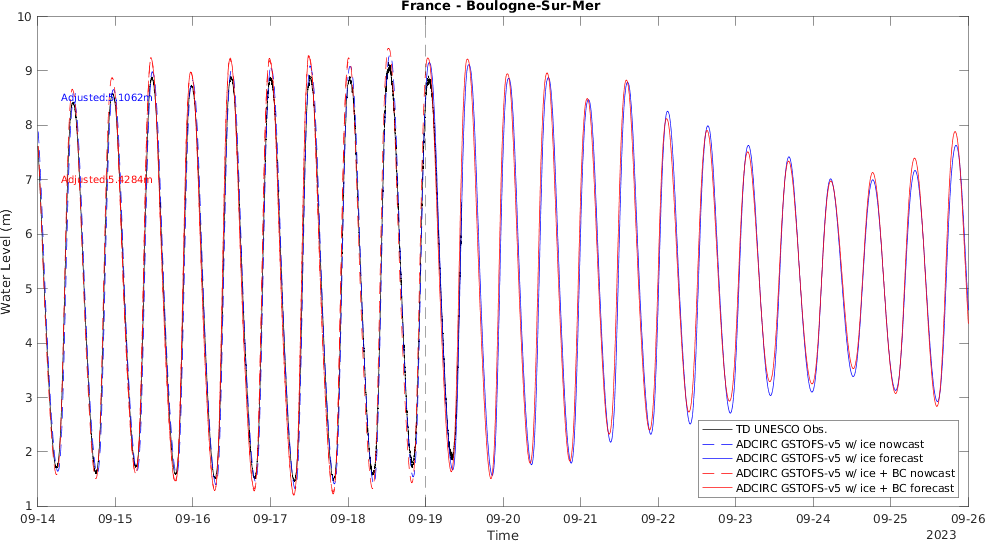 France - Boulogne-Sur-Mer
10
9
8
7
6
5
4
3
2
1
Water Level (m)
Adjusted:5.1062m
Adjusted:5.4284m
TD UNESCO Obs.
ADCIRC GSTOFS-v5 w/ ice nowcast
ADCIRC GSTOFS-v5 w/ ice forecast
ADCIRC GSTOFS-v5 w/ ice + BC nowcast
ADCIRC GSTOFS-v5 w/ ice + BC forecast
09-14 09-15 09-16 09-17 09-18 09-19 09-20 09-21 09-22 09-23 09-24 09-25 09-26
Time
2023